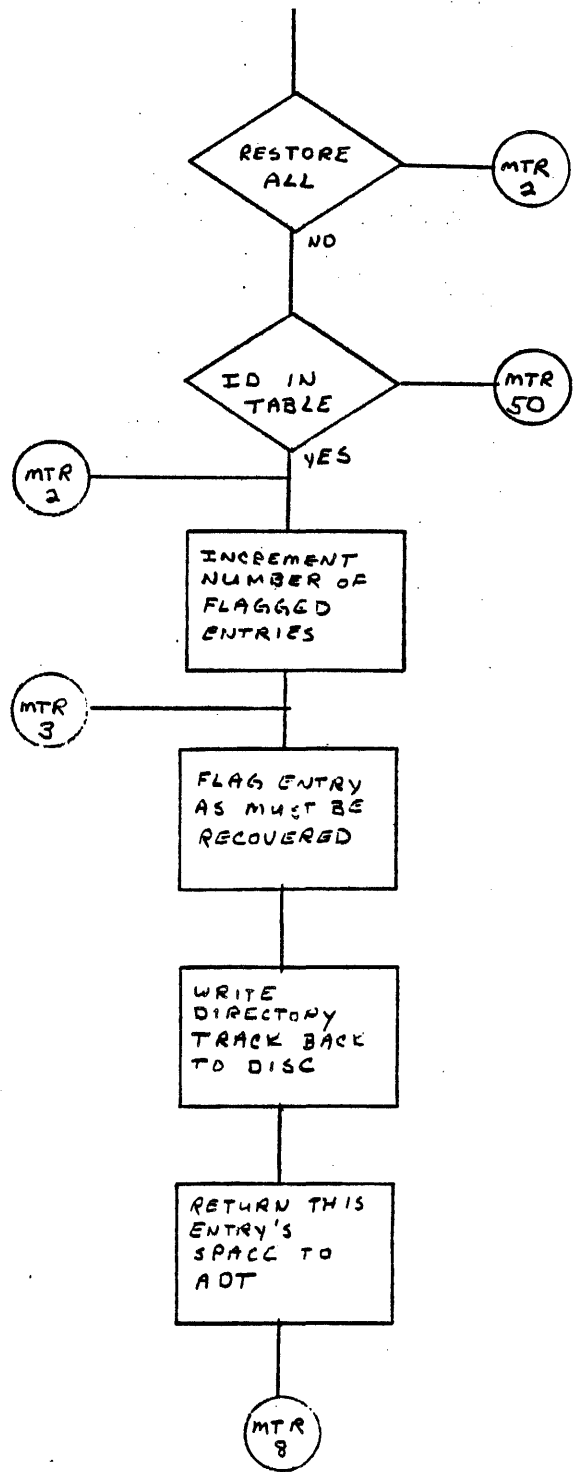 RESTORE
ALL
MTR
2
NO
ID IN
TABLE
MTR
50
YES
MTR
2
INCREMENT
NUMBER OF
FLAGGED
ENTRIES
MTR
3
FLAG ENTRY
AS MUST BE
RECOVERED
WRITE
DIRECTORY
TRACK BACK
TO DISC
RETURN THIS
ENTRY'S
SPACE TO
ADT
MTR
8